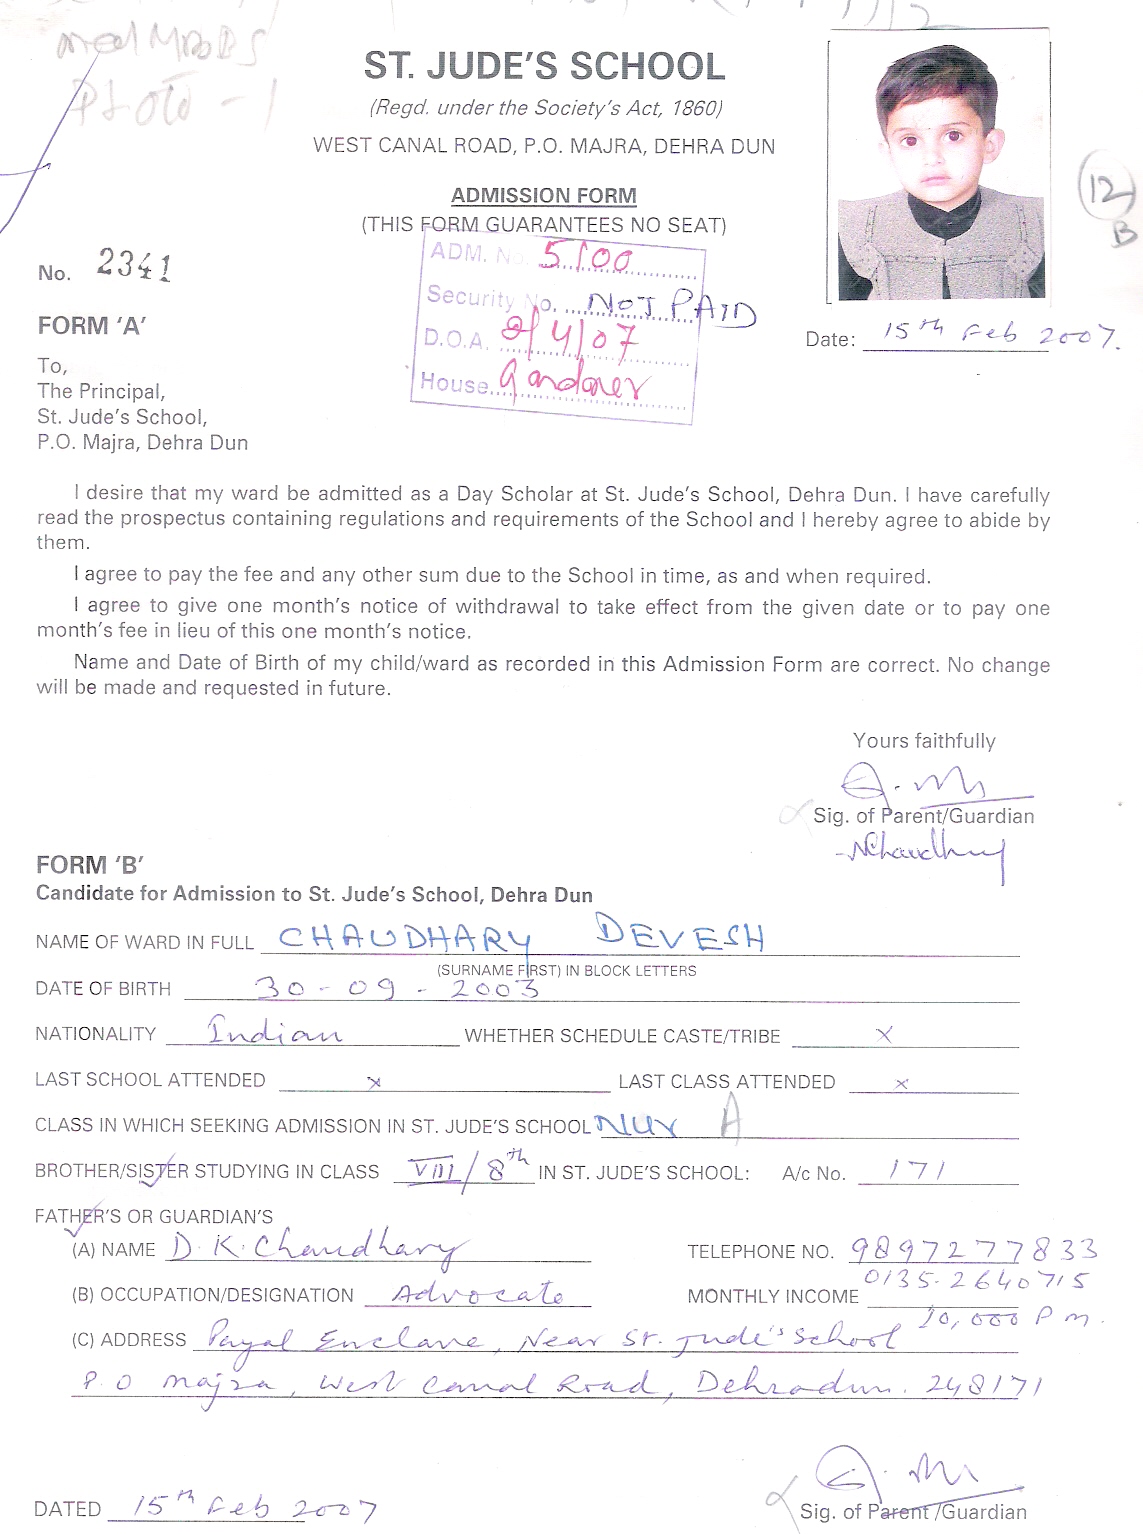 Photo - 1
ST. JUDE'S SCHOOL
(Regd. under the Society's Act, 1860)
WEST CANAL ROAD, P.O. MAJRA, DEHRA DUN
ADMISSION FORM
(THIS FORM GUARANTEES NO SEAT)
12
B
No. 2341
ADM. No. 5100
Security No. NOT PAID
D.O.A. 2/4/07
House Gardner
FORM 'A'
Date: 15th Feb 2007.
To,
The Principal,
St. Jude's School,
P.O. Majra, Dehra Dun
I desire that my ward be admitted as a Day Scholar at St. Jude's School, Dehra Dun. I have carefully
read the prospectus containing regulations and requirements of the School and I hereby agree to abide by
them.
I agree to pay the fee and any other sum due to the School in time, as and when required.
I agree to give one month's notice of withdrawal to take effect from the given date or to pay one
month's fee in lieu of this one month's notice.
Name and Date of Birth of my child/ward as recorded in this Admission Form are correct. No change
will be made and requested in future.
Yours faithfully
Sig. of Parent/Guardian
NChaudhry
FORM 'B'
Candidate for Admission to St. Jude's School, Dehra Dun
NAME OF WARD IN FULL CHAUDHARY DEVESH
(SURNAME FIRST) IN BLOCK LETTERS
DATE OF BIRTH 30-09-2003
NATIONALITY Indian WHETHER SCHEDULE CASTE/TRIBE x
LAST SCHOOL ATTENDED x LAST CLASS ATTENDED x
CLASS IN WHICH SEEKING ADMISSION IN ST. JUDE'S SCHOOL NUR A
BROTHER/SISTER STUDYING IN CLASS VIII/8th IN ST. JUDE'S SCHOOL: A/c No. 171
FATHER'S OR GUARDIAN'S
(A) NAME D.K. Chaudhary TELEPHONE NO. 9897277833
0135-2640715
(B) OCCUPATION/DESIGNATION Advocate MONTHLY INCOME 10,000 P.m.
(C) ADDRESS Payal Enclave, Near St. Jude's School
P.O Majra, West Canal Road, Dehradun. 248171
DATED 15th Feb 2007
Sig. of Parent /Guardian